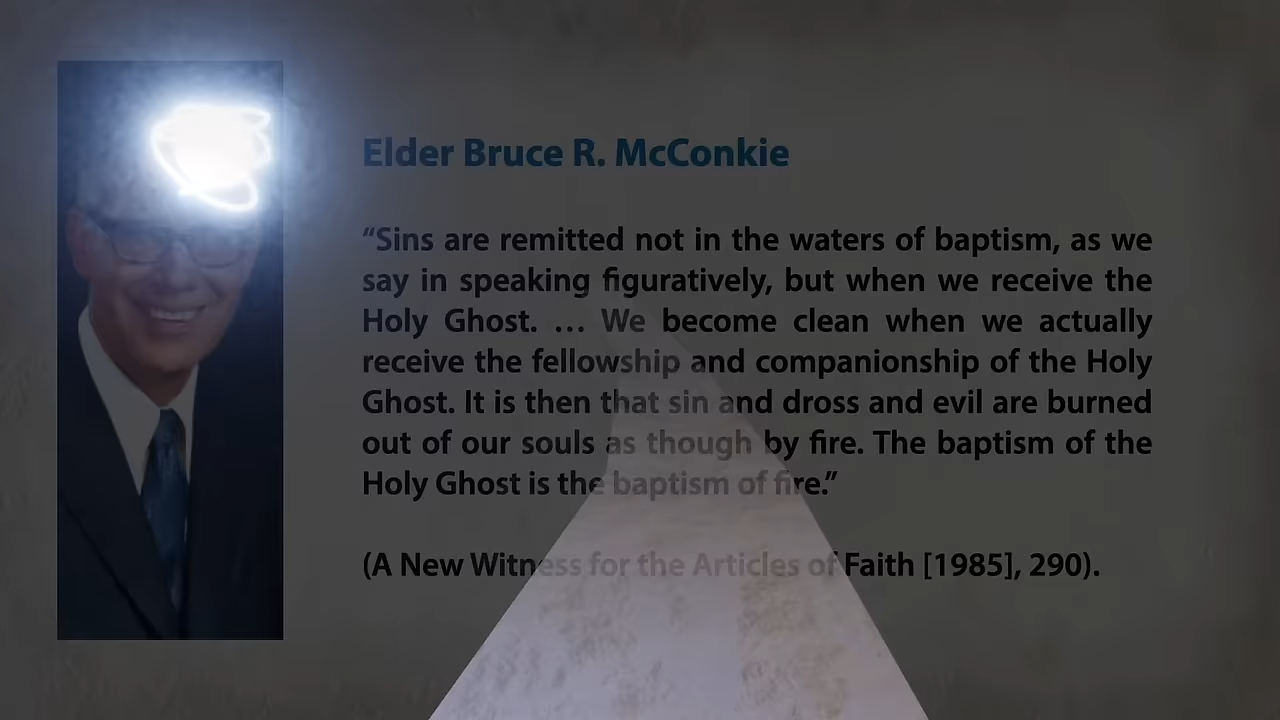 Elder Bruce R. McConkie
“Sins are remitted not in the waters of baptism, as we
say in speaking figuratively, but when we receive the
Holy Ghost. … We become clean when we actually
receive the fellowship and companionship of the Holy
Ghost. It is then that sin and dross and evil are burned
out of our souls as though by fire. The baptism of the
Holy Ghost is the baptism of fire.”
(A New Witness for the Articles of Faith [1985], 290).